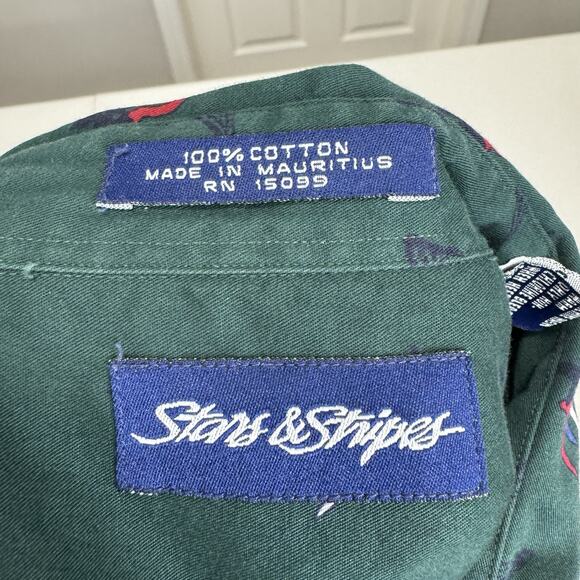 100% COTTON
MADE IN MAURITIUS
RN 15099
Stars & Stripes